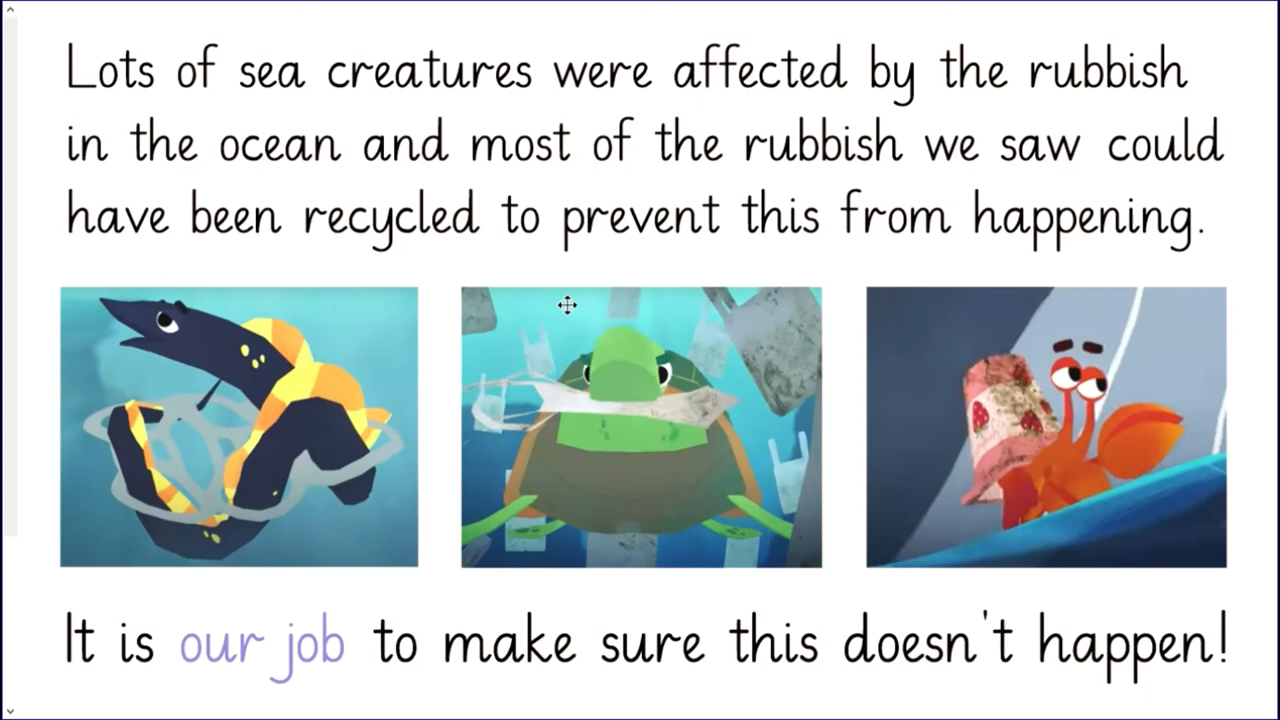 Lots of sea creatures were affected by the rubbish
in the ocean and most of the rubbish we saw could
have been recycled to prevent this from happening.
It is our job to make sure this doesn't happen!